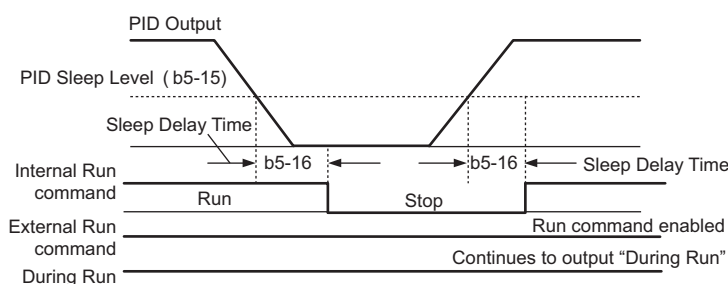 PID Output
PID Sleep Level ( b5-15)
Sleep Delay Time
b5-16
b5-16
Sleep Delay Time
Internal Run
command
Run
Stop
External Run
command
Run command enabled
Continues to output “During Run”
During Run